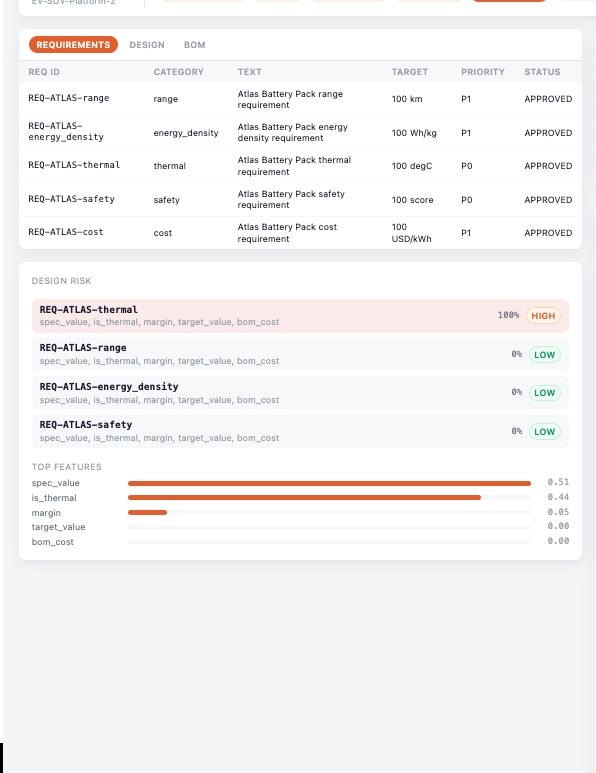 EV-SUV-Platform-2
REQUIREMENTS DESIGN BOM
REQ ID CATEGORY TEXT TARGET PRIORITY STATUS
REQ-ATLAS-range range Atlas Battery Pack range requirement 100 km P1 APPROVED
REQ-ATLAS-energy_density energy_density Atlas Battery Pack energy density requirement 100 Wh/kg P1 APPROVED
REQ-ATLAS-thermal thermal Atlas Battery Pack thermal requirement 100 degC P0 APPROVED
REQ-ATLAS-safety safety Atlas Battery Pack safety requirement 100 score P0 APPROVED
REQ-ATLAS-cost cost Atlas Battery Pack cost requirement 100 USD/kWh P1 APPROVED
DESIGN RISK
REQ-ATLAS-thermal
spec_value, is_thermal, margin, target_value, bom_cost
100% HIGH
REQ-ATLAS-range
spec_value, is_thermal, margin, target_value, bom_cost
0% LOW
REQ-ATLAS-energy_density
spec_value, is_thermal, margin, target_value, bom_cost
0% LOW
REQ-ATLAS-safety
spec_value, is_thermal, margin, target_value, bom_cost
0% LOW
TOP FEATURES
spec_value 0.51
is_thermal 0.44
margin 0.05
target_value 0.00
bom_cost 0.00